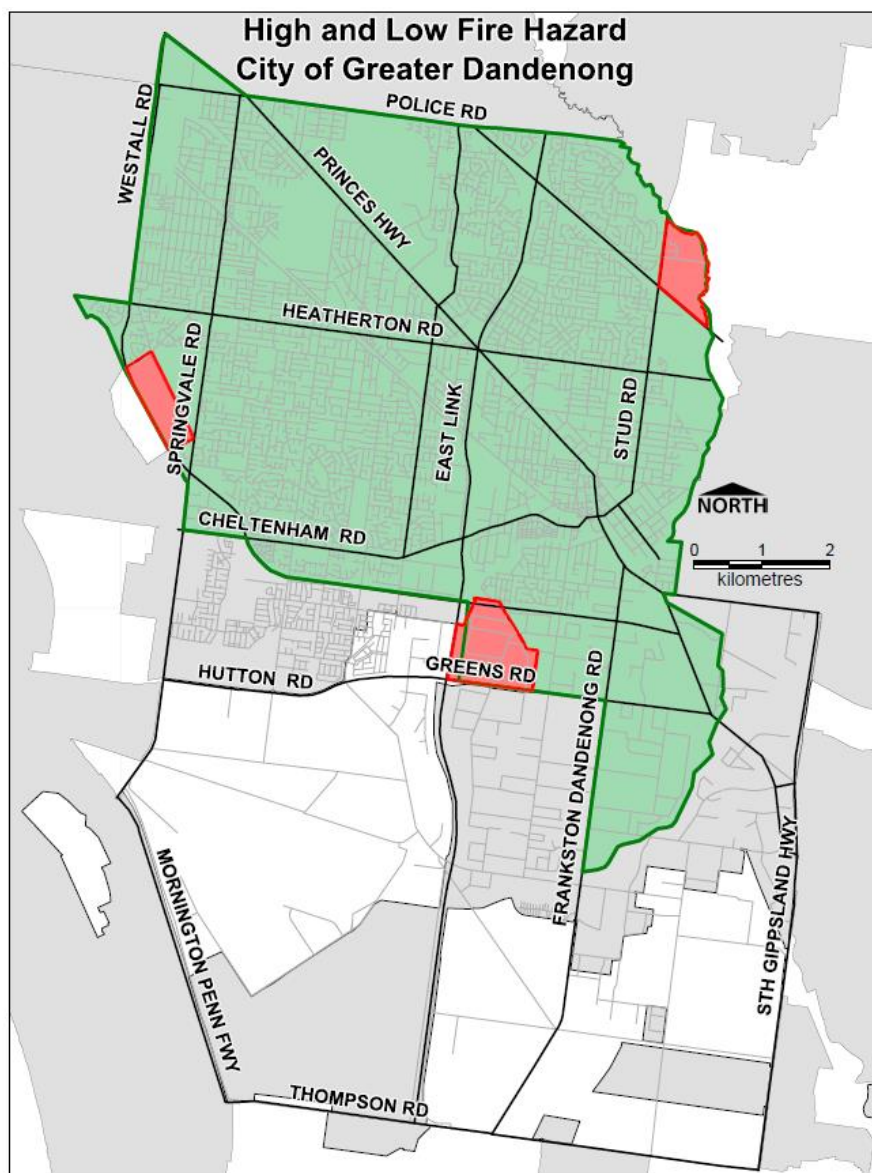 High and Low Fire Hazard
City of Greater Dandenong
POLICE RD
WESTALL RD
PRINCES HWY
HEATHERTON RD
SPRINGVALE RD
EAST LINK
STUD RD
NORTH
CHELTENHAM RD
0 1 2
kilometres
GREENS RD
HUTTON RD
FRANKSTON DANDENONG RD
MORNINGTON PENN FWY
STH GIPPSLAND HWY
THOMPSON RD